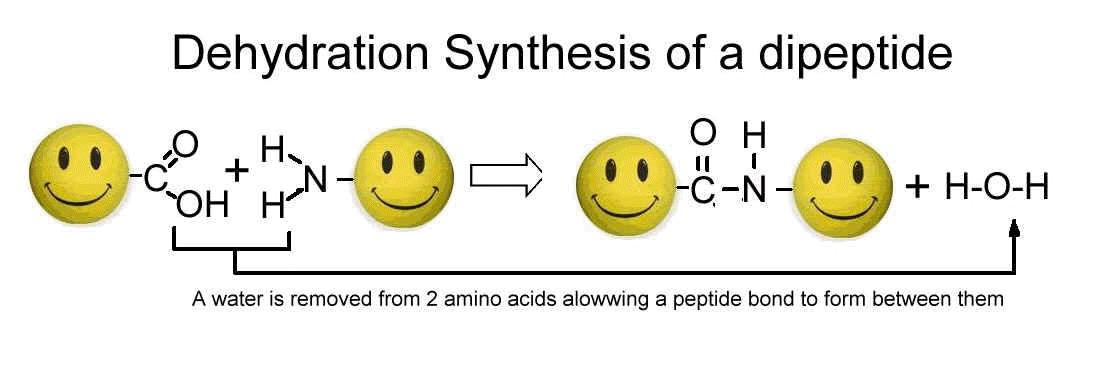 Dehydration Synthesis of a dipeptide
O H
O
H
C + N C-N + H-O-H
OH H
A water is removed from 2 amino acids alowwing a peptide bond to form between them